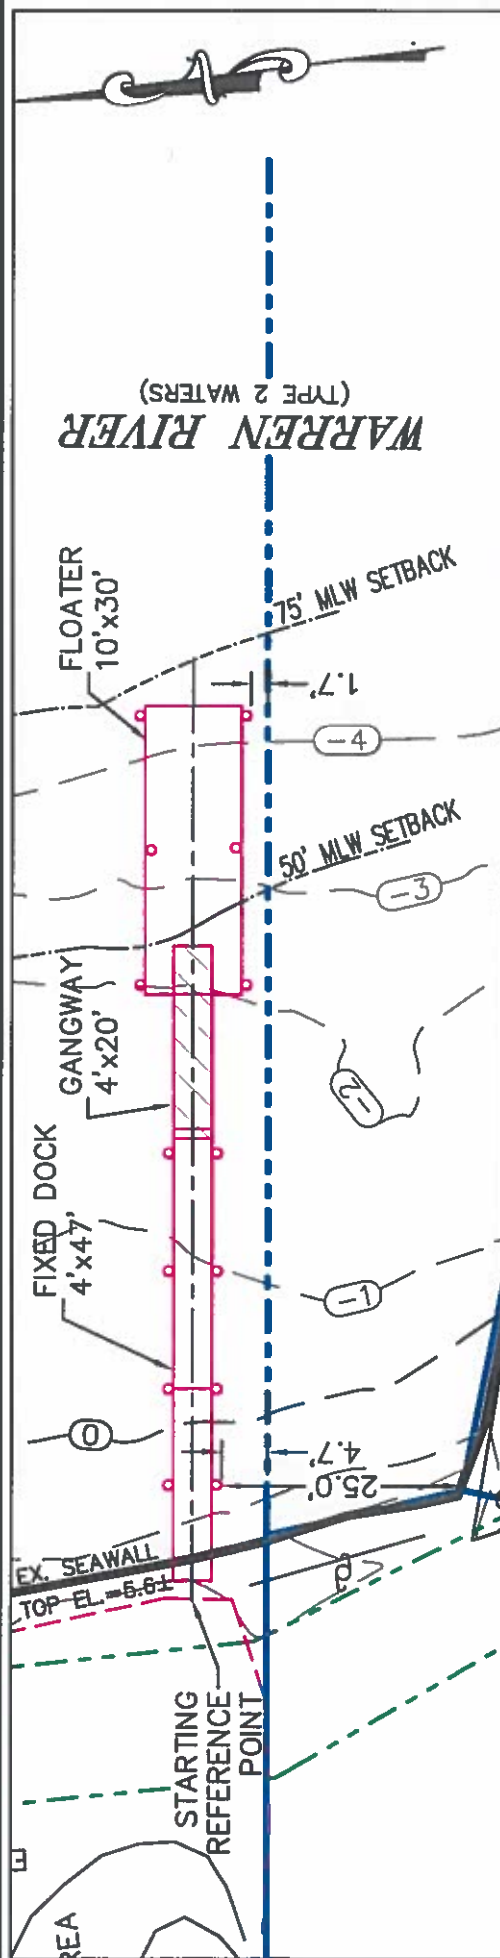 WARREN RIVER
(TYPE 2 WATERS)
FLOATER
10'x30'
75' MLW SETBACK
1.7'
-4
50' MLW SETBACK
-3
GANGWAY
4'x20'
-2
FIXED DOCK
4'x47'
-1
0
4.7'
25.0'
EX. SEAWALL
TOP EL.=5.6±
STARTING
REFERENCE
POINT
E
REA